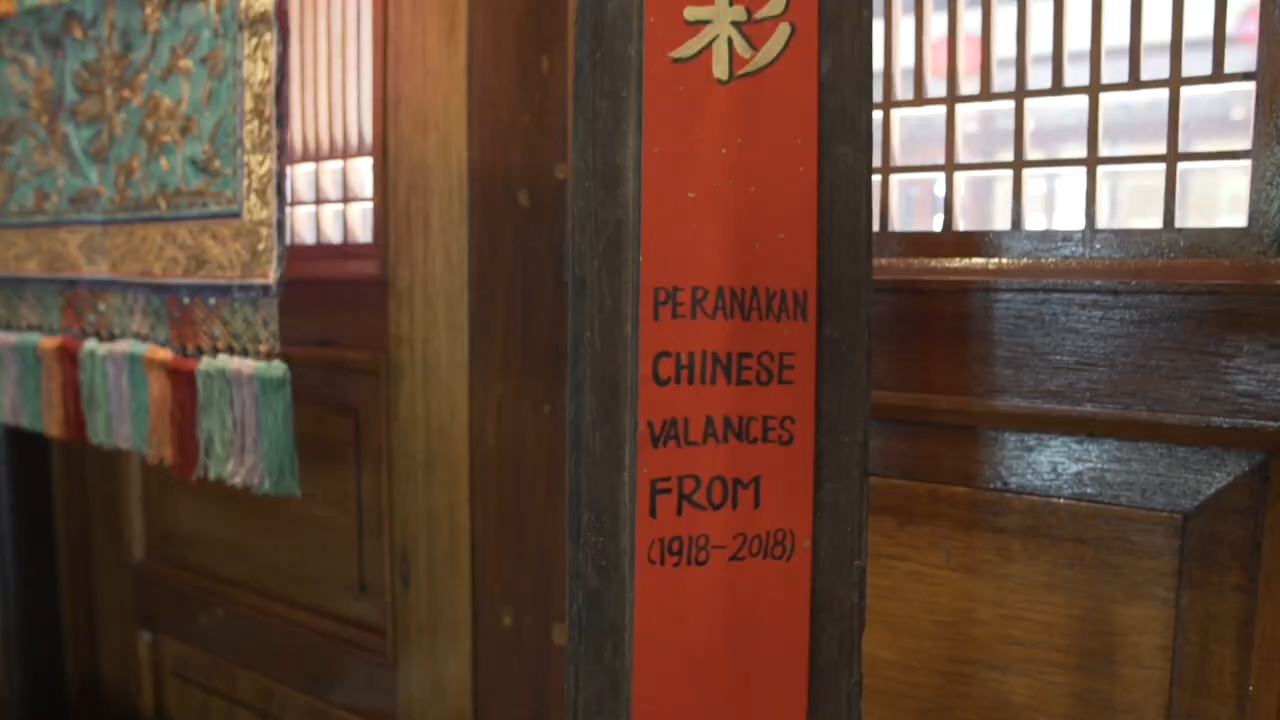 彩
PERANAKAN
CHINESE
VALANCES
FROM
(1918-2018)